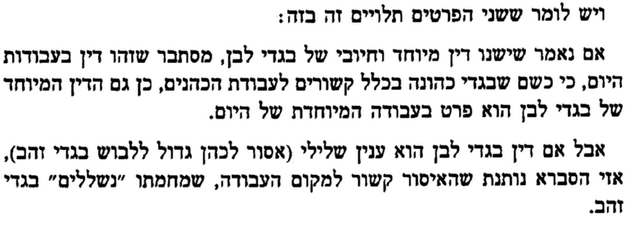 ויש לומר ששני הפרטים תלויים זה בזה:
אם נאמר שישנו דין מיוחד וחיובי של בגדי לבן, מסתבר שזהו דין בעבודות
היום, כי כשם שבגדי כהונה בכלל קשורים לעבודת הכהנים, כן גם הדין המיוחד
של בגדי לבן הוא פרט בעבודה המיוחדת של היום.
אבל אם דין בגדי לבן הוא ענין שלילי (אסור לכהן גדול ללבוש בגדי זהב),
אזי הסברא נותנת שהאיסור קשור למקום העבודה, שמחמתו "נשללים" בגדי
זהב.